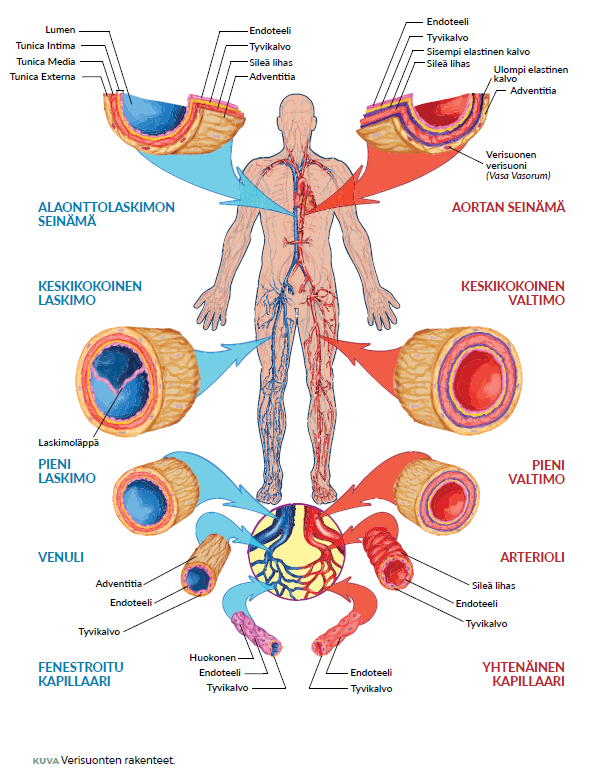 Lumen
Tunica Intima
Tunica Media
Tunica Externa
Endoteeli
Tyvikalvo
Sileä lihas
Adventitia
Endoteeli
Tyvikalvo
Sisempi elastinen kalvo
Sileä lihas
Ulompi elastinen
kalvo
Adventitia
Verisuonen
verisuoni
(Vasa Vasorum)
ALAONTTOLASKIMON
SEINÄMÄ
AORTAN SEINÄMÄ
KESKIKOKOINEN
LASKIMO
KESKIKOKOINEN
VALTIMO
Laskimoläppä
PIENI
LASKIMO
PIENI
VALTIMO
VENULI
ARTERIOLI
Adventitia
Endoteeli
Tyvikalvo
Sileä lihas
Endoteeli
Tyvikalvo
FENESTROITU
KAPILLAARI
Huokonen
Endoteeli
Tyvikalvo
Endoteeli
Tyvikalvo
YHTENÄINEN
KAPILLAARI
KUVA Verisuonten rakenteet.